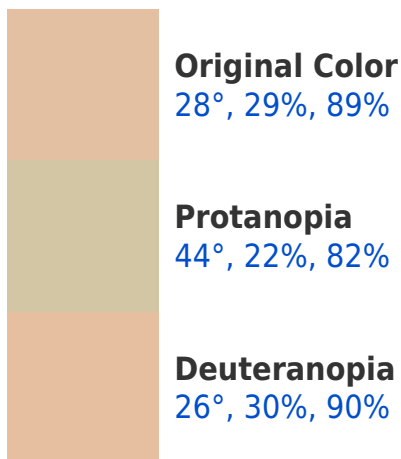 Original Color
28°, 29%, 89%
Protanopia
44°, 22%, 82%
Deuteranopia
26°, 30%, 90%